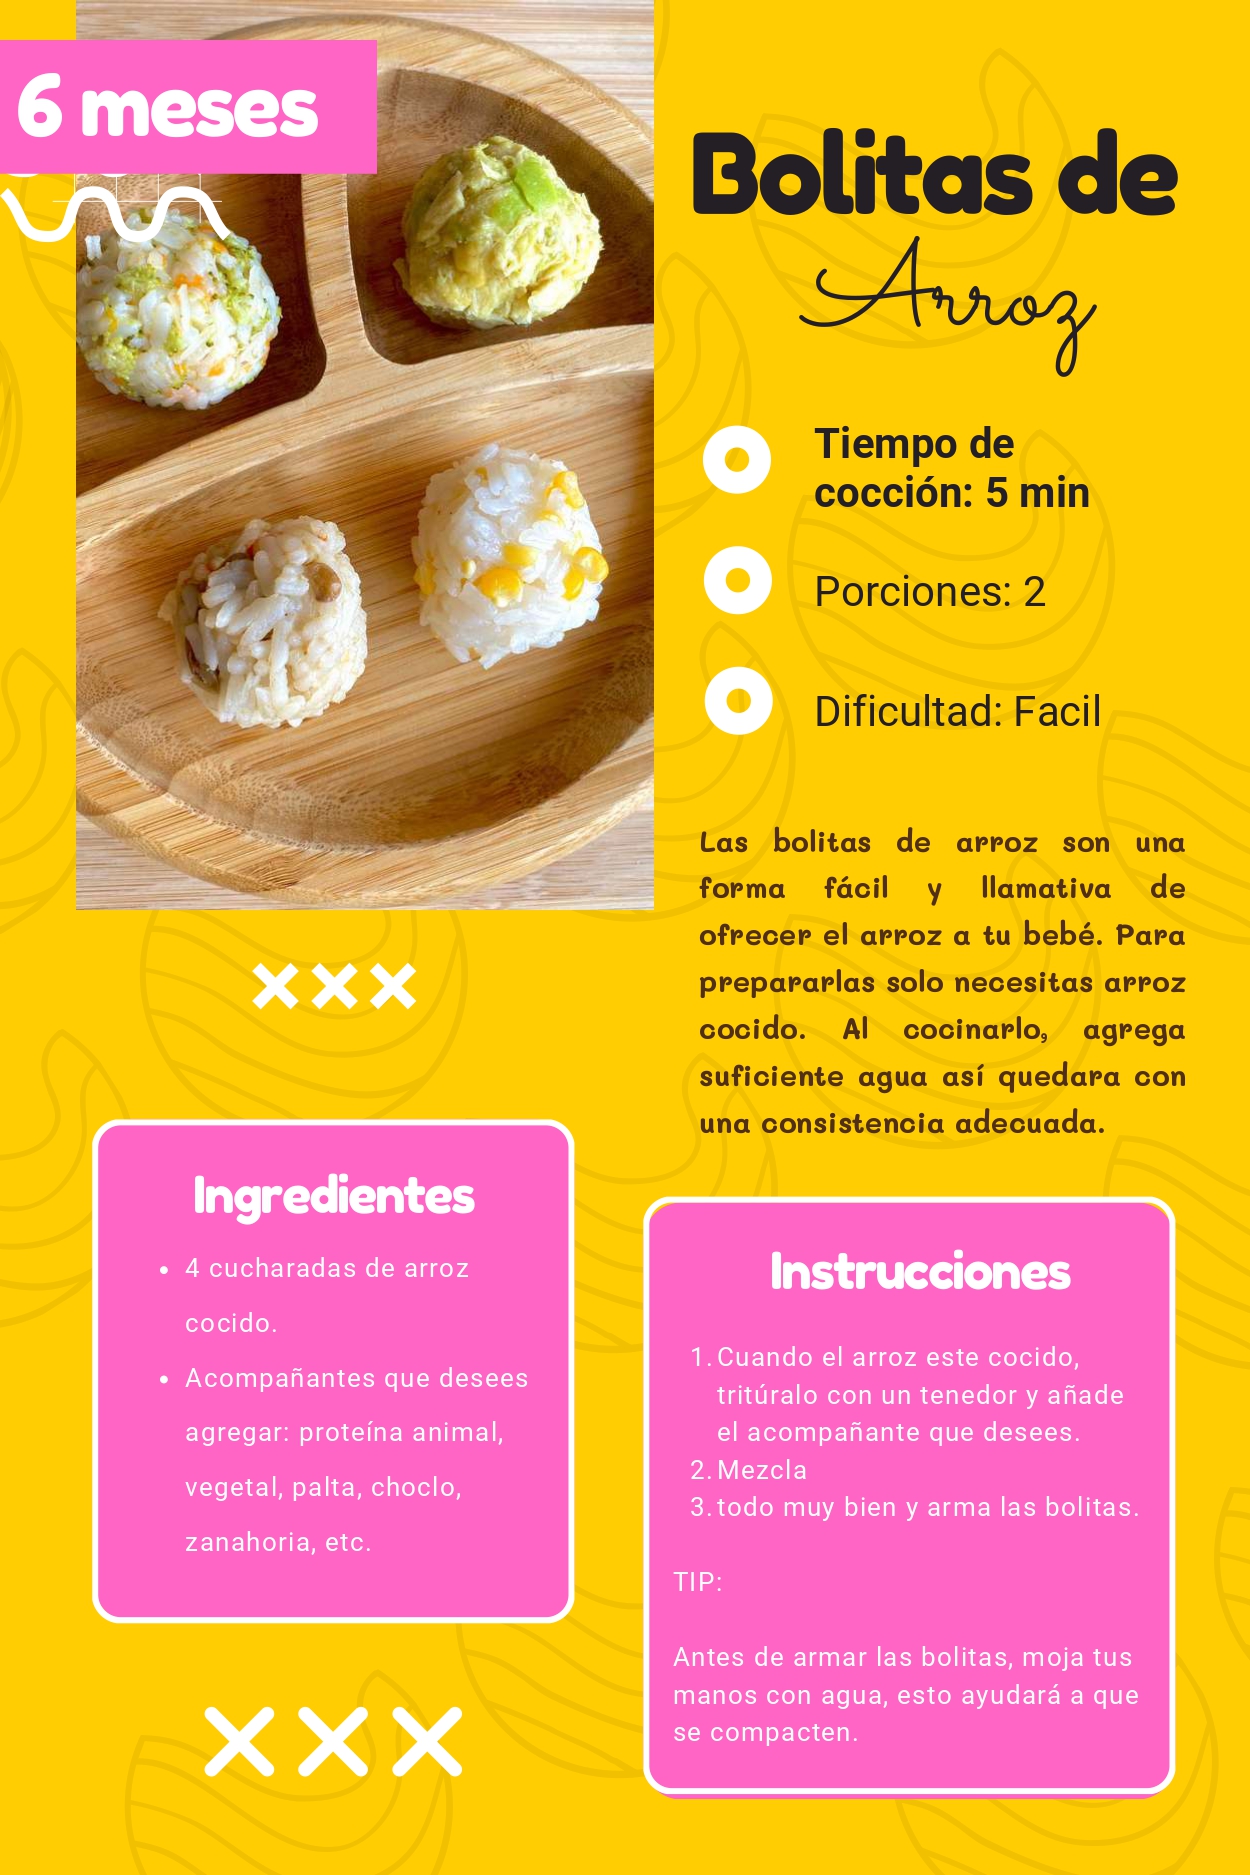 6 meses
Bolitas de
Arroz
Tiempo de
cocción: 5 min
Porciones: 2
Dificultad: Facil
Las bolitas de arroz son una
forma fácil y llamativa de
ofrecer el arroz a tu bebé. Para
prepararlas solo necesitas arroz
cocido. Al cocinarlo, agrega
suficiente agua así quedara con
una consistencia adecuada.
Ingredientes
• 4 cucharadas de arroz
cocido.
• Acompañantes que desees
agregar: proteína animal,
vegetal, palta, choclo,
zanahoria, etc.
Instrucciones
1. Cuando el arroz este cocido,
tritúralo con un tenedor y añade
el acompañante que desees.
2. Mezcla
3. todo muy bien y arma las bolitas.
TIP:
Antes de armar las bolitas, moja tus
manos con agua, esto ayudará a que
se compacten.